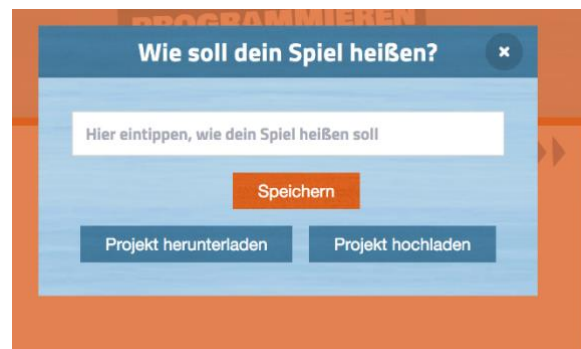 PROGRAMMIEREN
Wie soll dein Spiel heißen?
Hier eintippen, wie dein Spiel heißen soll
Speichern
Projekt herunterladen
Projekt hochladen